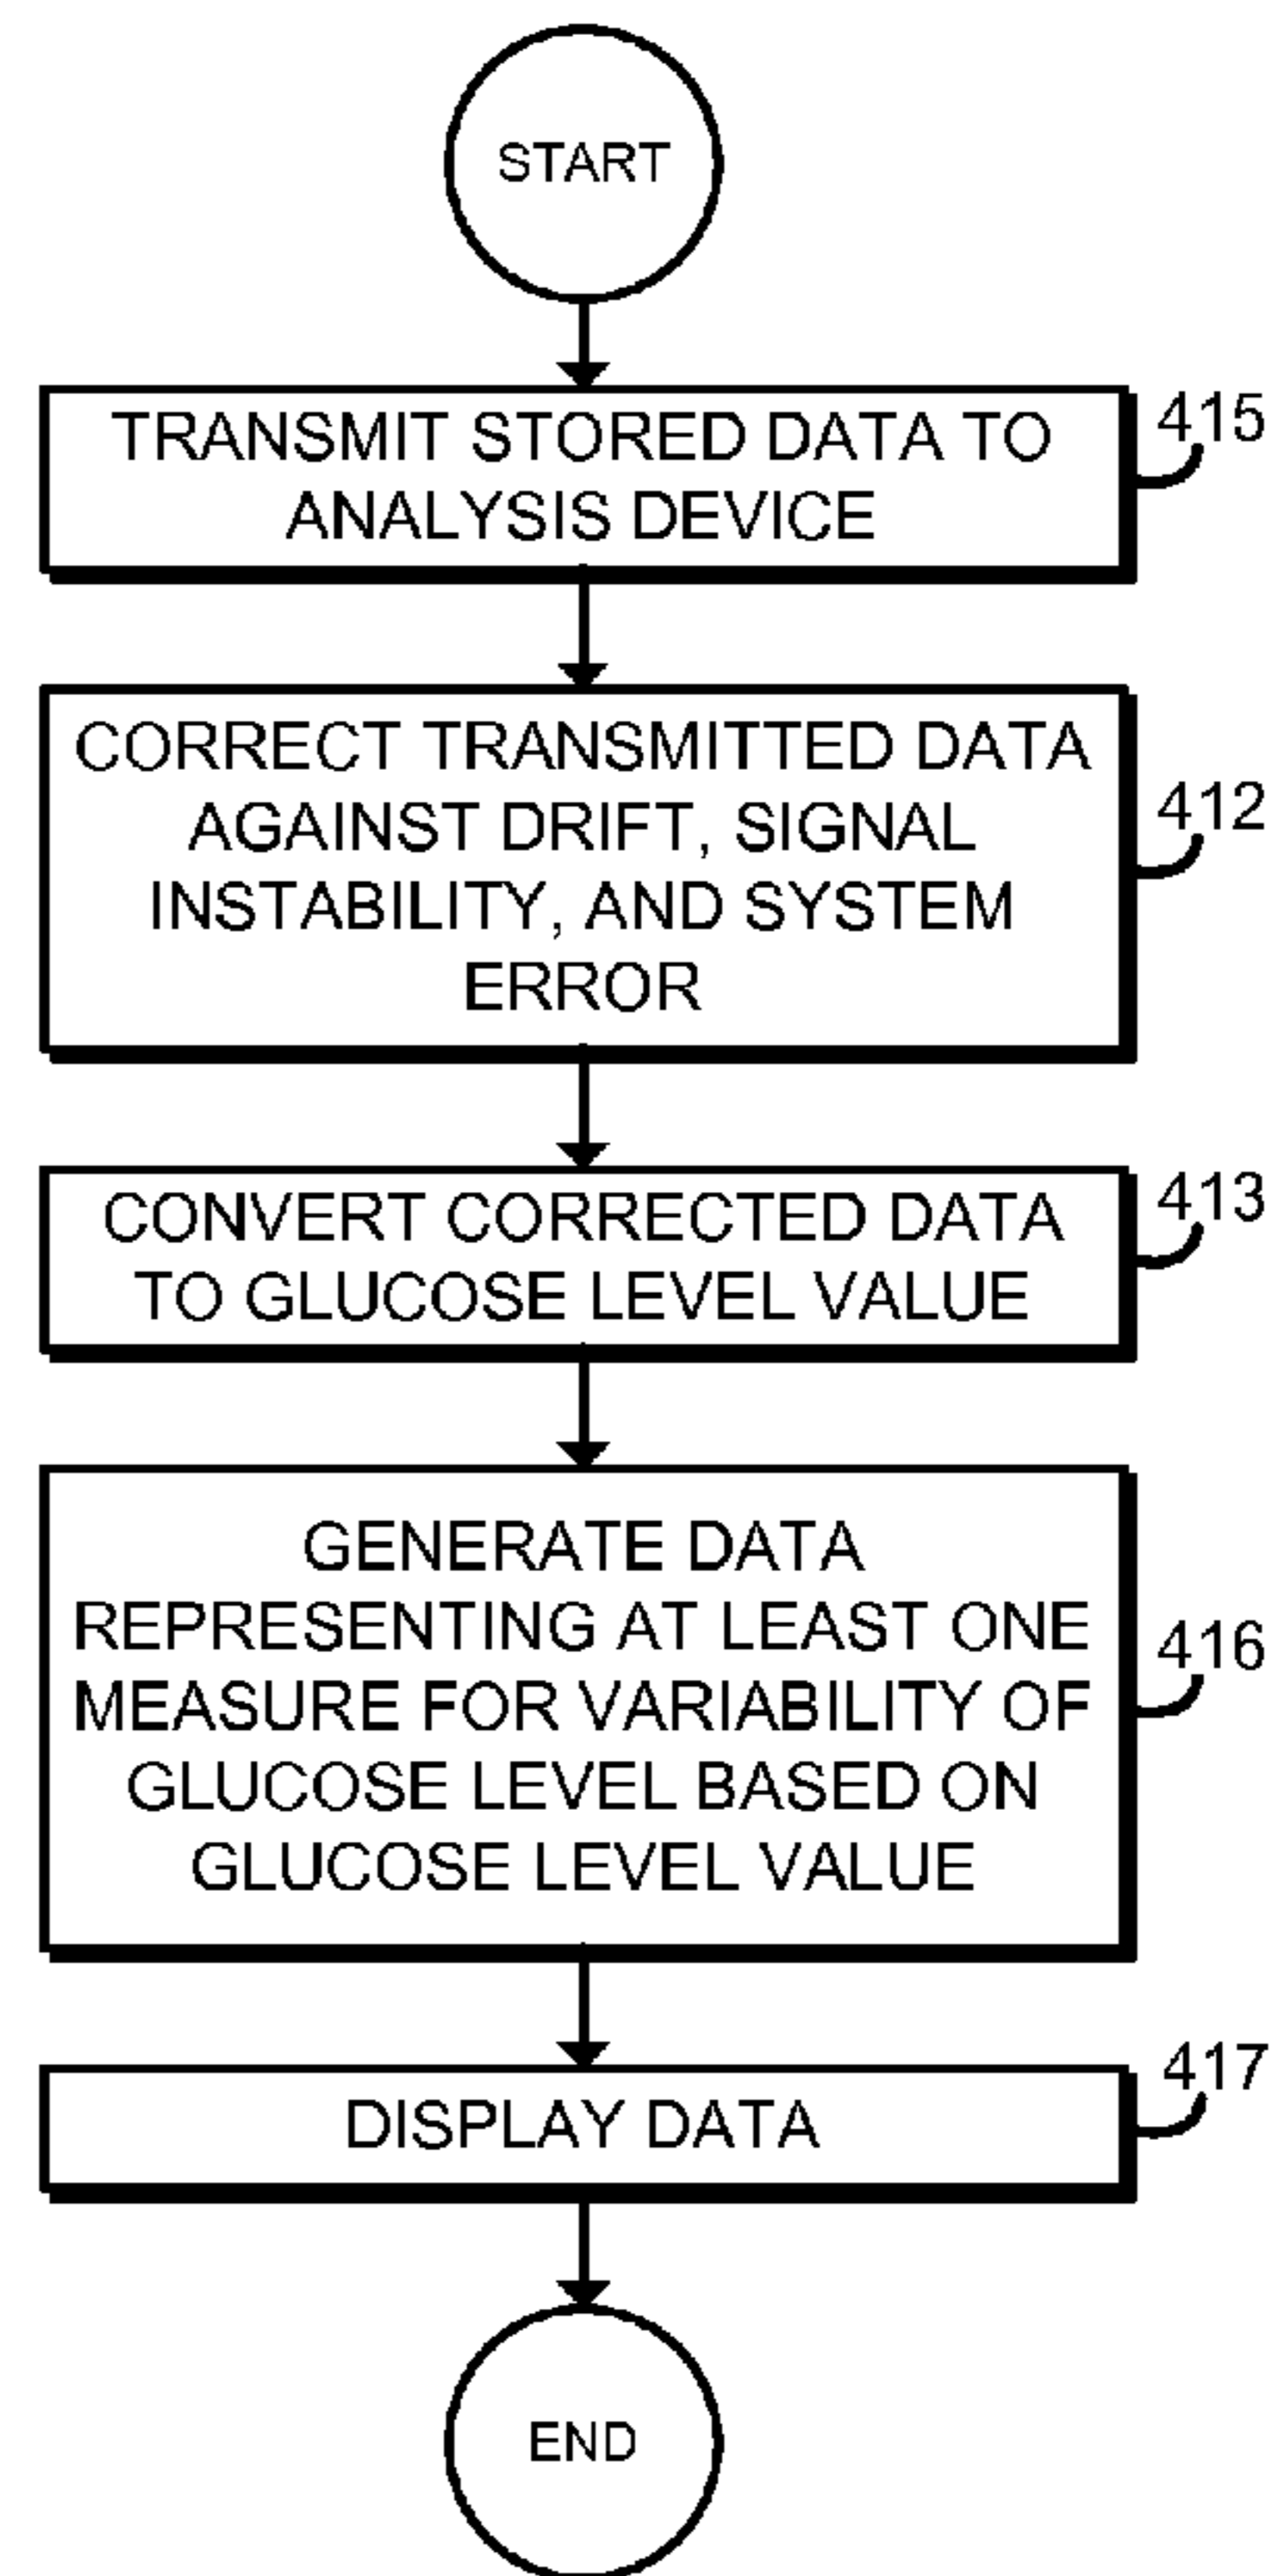 START
TRANSMIT STORED DATA TO
ANALYSIS DEVICE
415
CORRECT TRANSMITTED DATA
AGAINST DRIFT, SIGNAL
INSTABILITY, AND SYSTEM
ERROR
412
CONVERT CORRECTED DATA
TO GLUCOSE LEVEL VALUE
413
GENERATE DATA
REPRESENTING AT LEAST ONE
MEASURE FOR VARIABILITY OF
GLUCOSE LEVEL BASED ON
GLUCOSE LEVEL VALUE
416
DISPLAY DATA
417
END